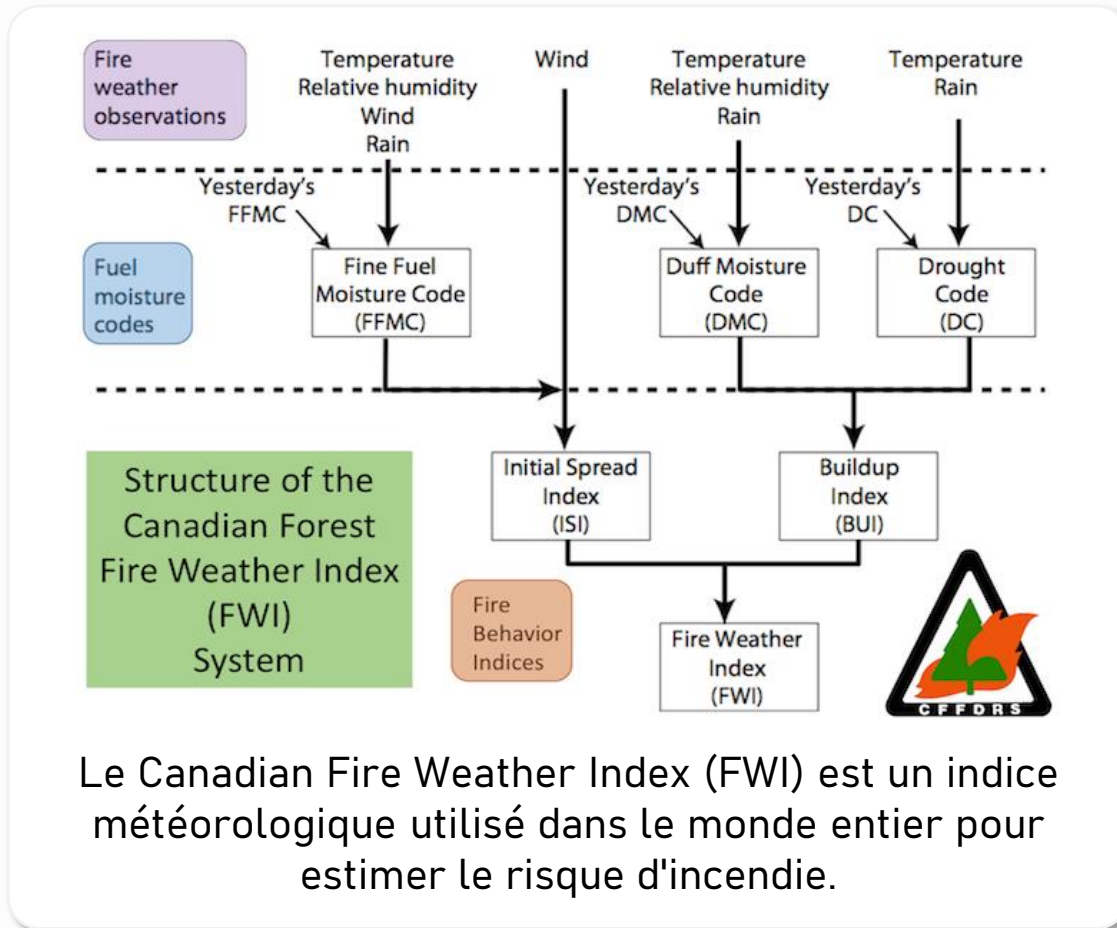 Fire
weather
observations
Temperature
Relative humidity
Wind
Rain
Wind
Temperature
Relative humidity
Rain
Temperature
Rain
Yesterday's
FFMC
Yesterday's
DMC
Yesterday's
DC
Fuel
moisture
codes
Fine Fuel
Moisture Code
(FFMC)
Duff Moisture
Code
(DMC)
Drought
Code
(DC)
Structure of the
Canadian Forest
Fire Weather Index
(FWI)
System
Initial Spread
Index
(ISI)
Buildup
Index
(BUI)
Fire
Behavior
Indices
Fire Weather
Index
(FWI)
CFFDRS
Le Canadian Fire Weather Index (FWI) est un indice
météorologique utilisé dans le monde entier pour
estimer le risque d'incendie.